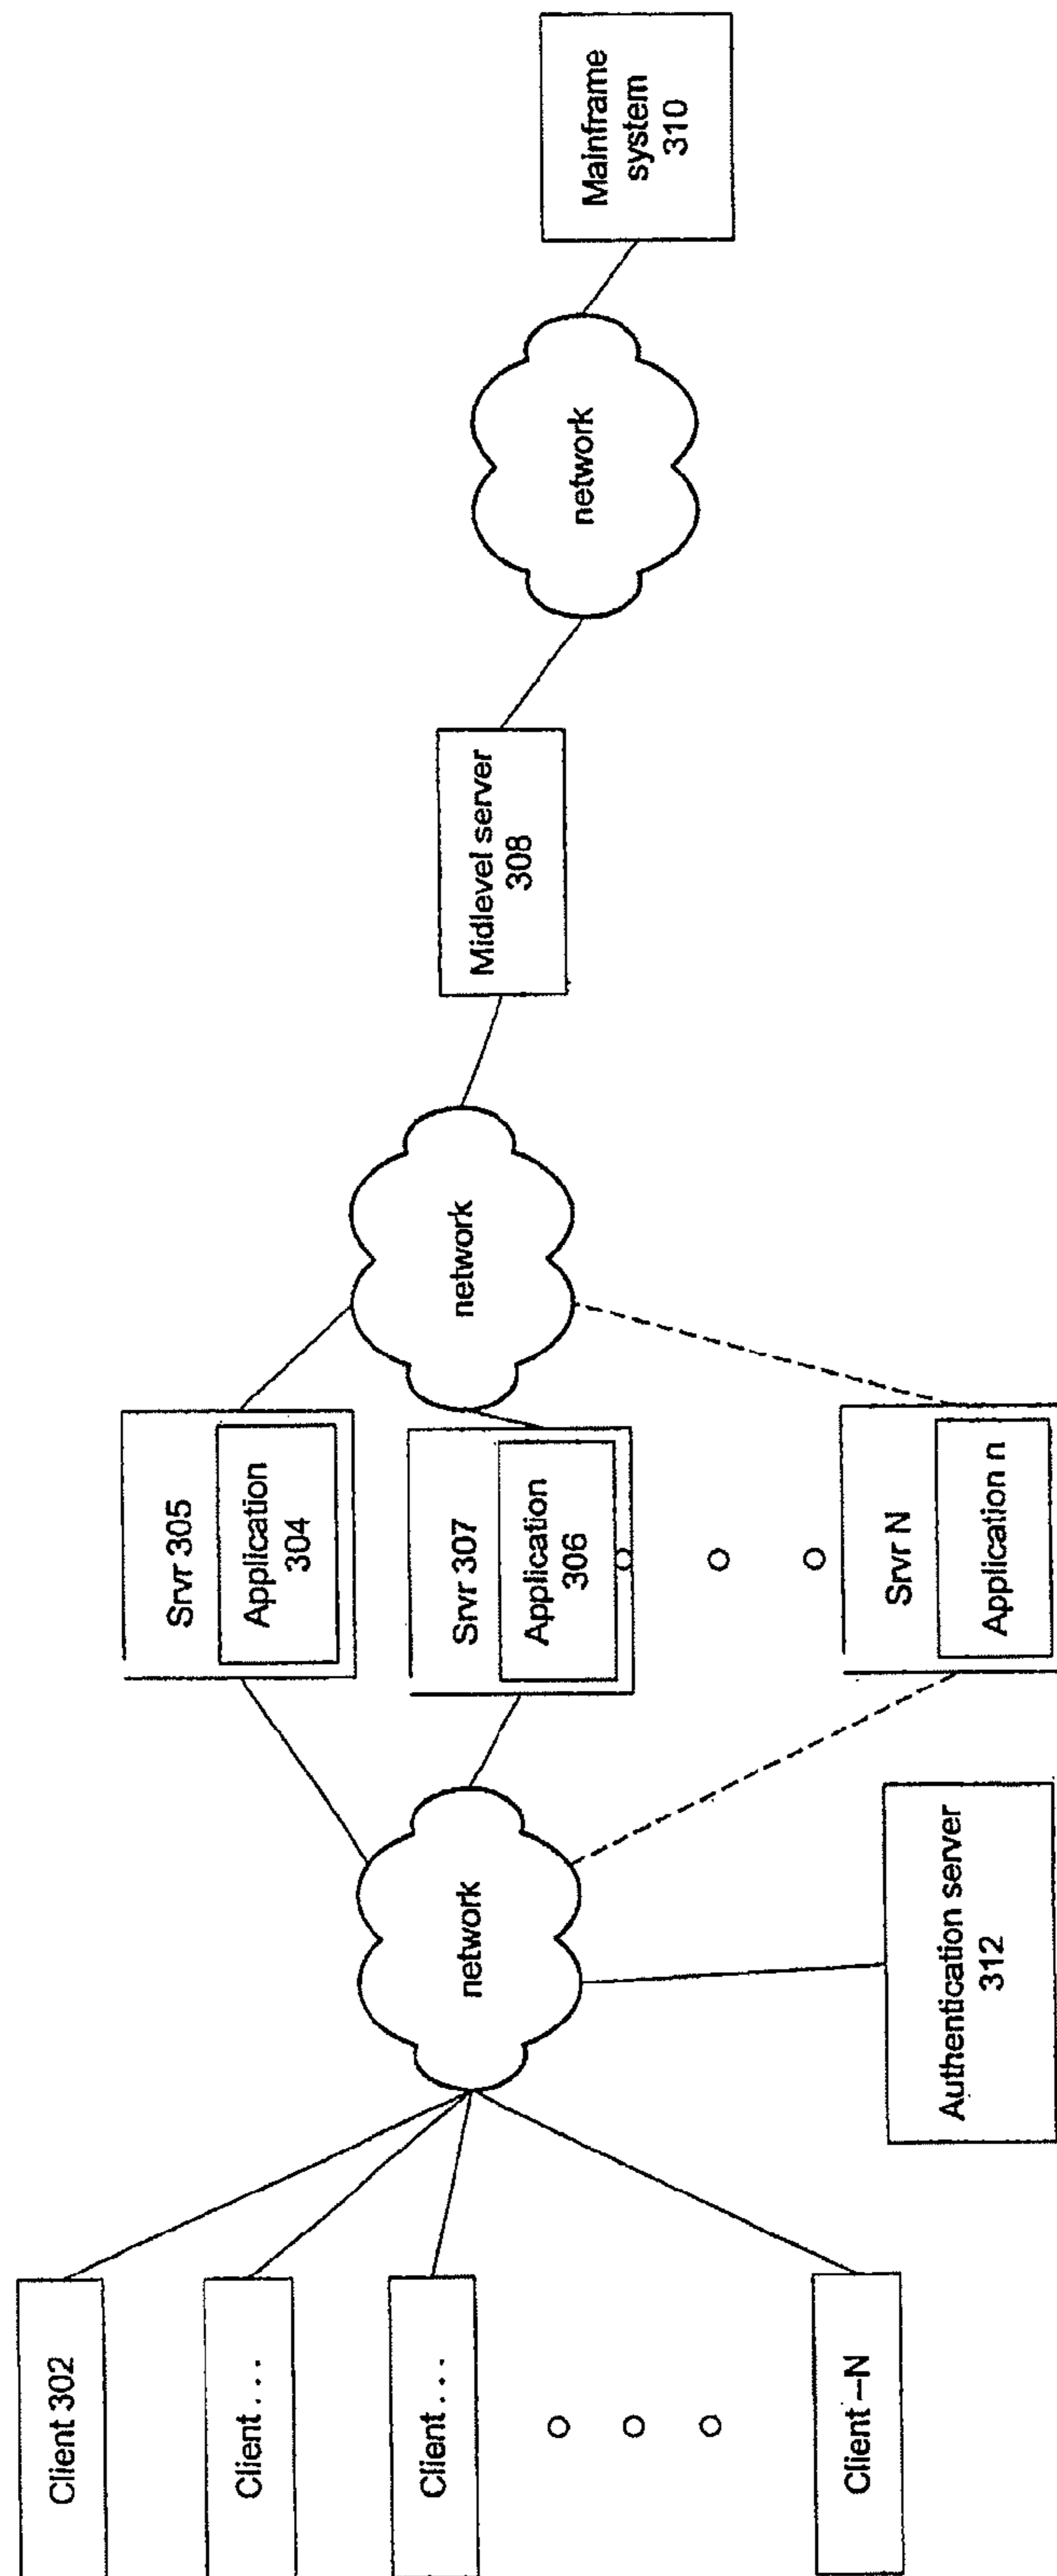 Client 302
Client . . .
Client . . .
Client –N
network
Authentication server
312
Srvr 305
Application
304
Srvr 307
Application
306
Srvr N
Application n
network
Midlevel server
308
network
Mainframe
system
310